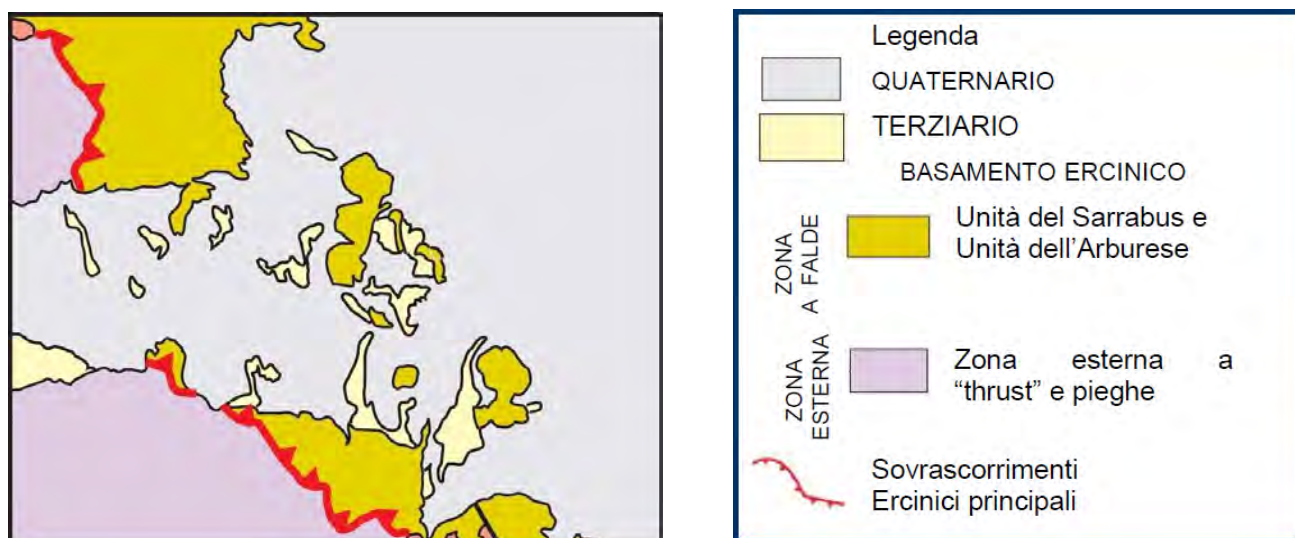 Legenda
QUATERNARIO
TERZIARIO
BASAMENTO ERCINICO
ZONA
A FALDE
Unità del Sarrabus e
Unità dell’Arburese
ZONA
ESTERNA
Zona esterna a
“thrust” e pieghe
Sovrascorrimenti
Ercinici principali